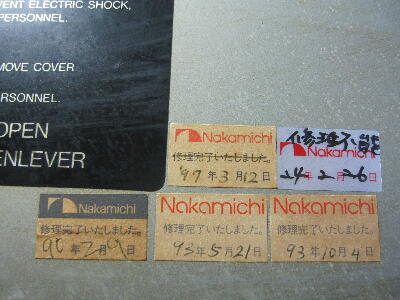 VENT ELECTRIC SHOCK,
PERSONNEL.
MOVE COVER
ERSONNEL.
OPEN
ENLEVER
Nakamichi
修理完了いたしました。
97年3月12日
修理不能
Nakamichi
24年2月26日
Nakamichi
修理完了いたしました。
90年2月9日
Nakamichi
修理完了いたしました。
93年5月21日
Nakamichi
修理完了いたしました。
93年10月4日